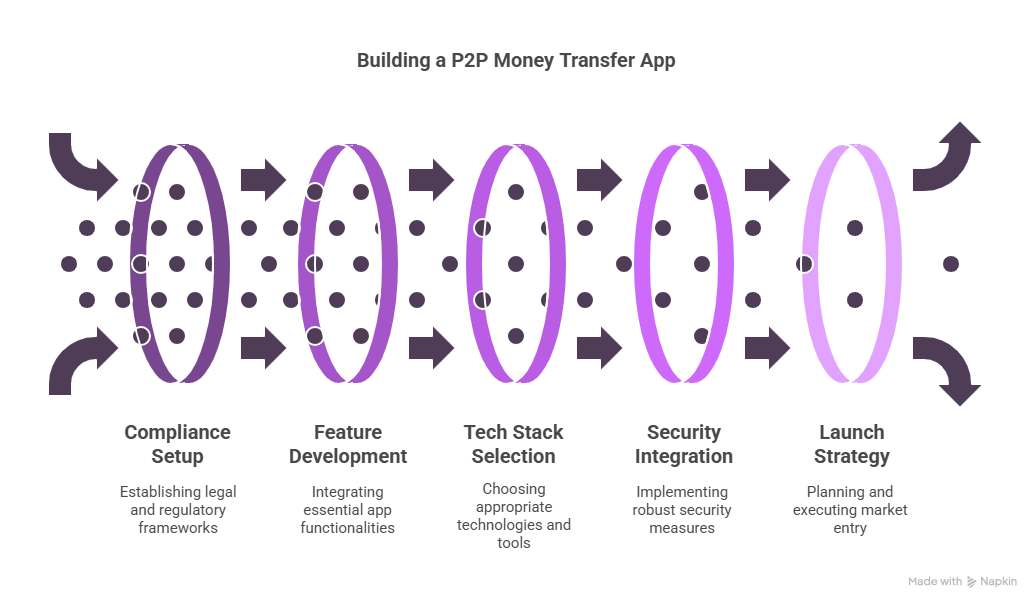 Building a P2P Money Transfer App
Compliance
Setup
Establishing legal
and regulatory
frameworks
Feature
Development
Integrating
essential app
functionalities
Tech Stack
Selection
Choosing
appropriate
technologies and
tools
Security
Integration
Implementing
robust security
measures
Launch
Strategy
Planning and
executing market
entry
Made with Napkin